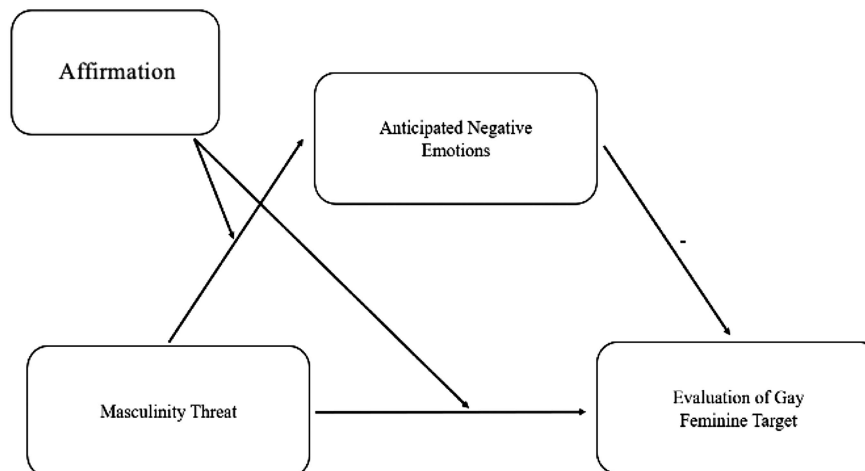 Affirmation
Anticipated Negative
Emotions
-
Masculinity Threat
Evaluation of Gay
Feminine Target